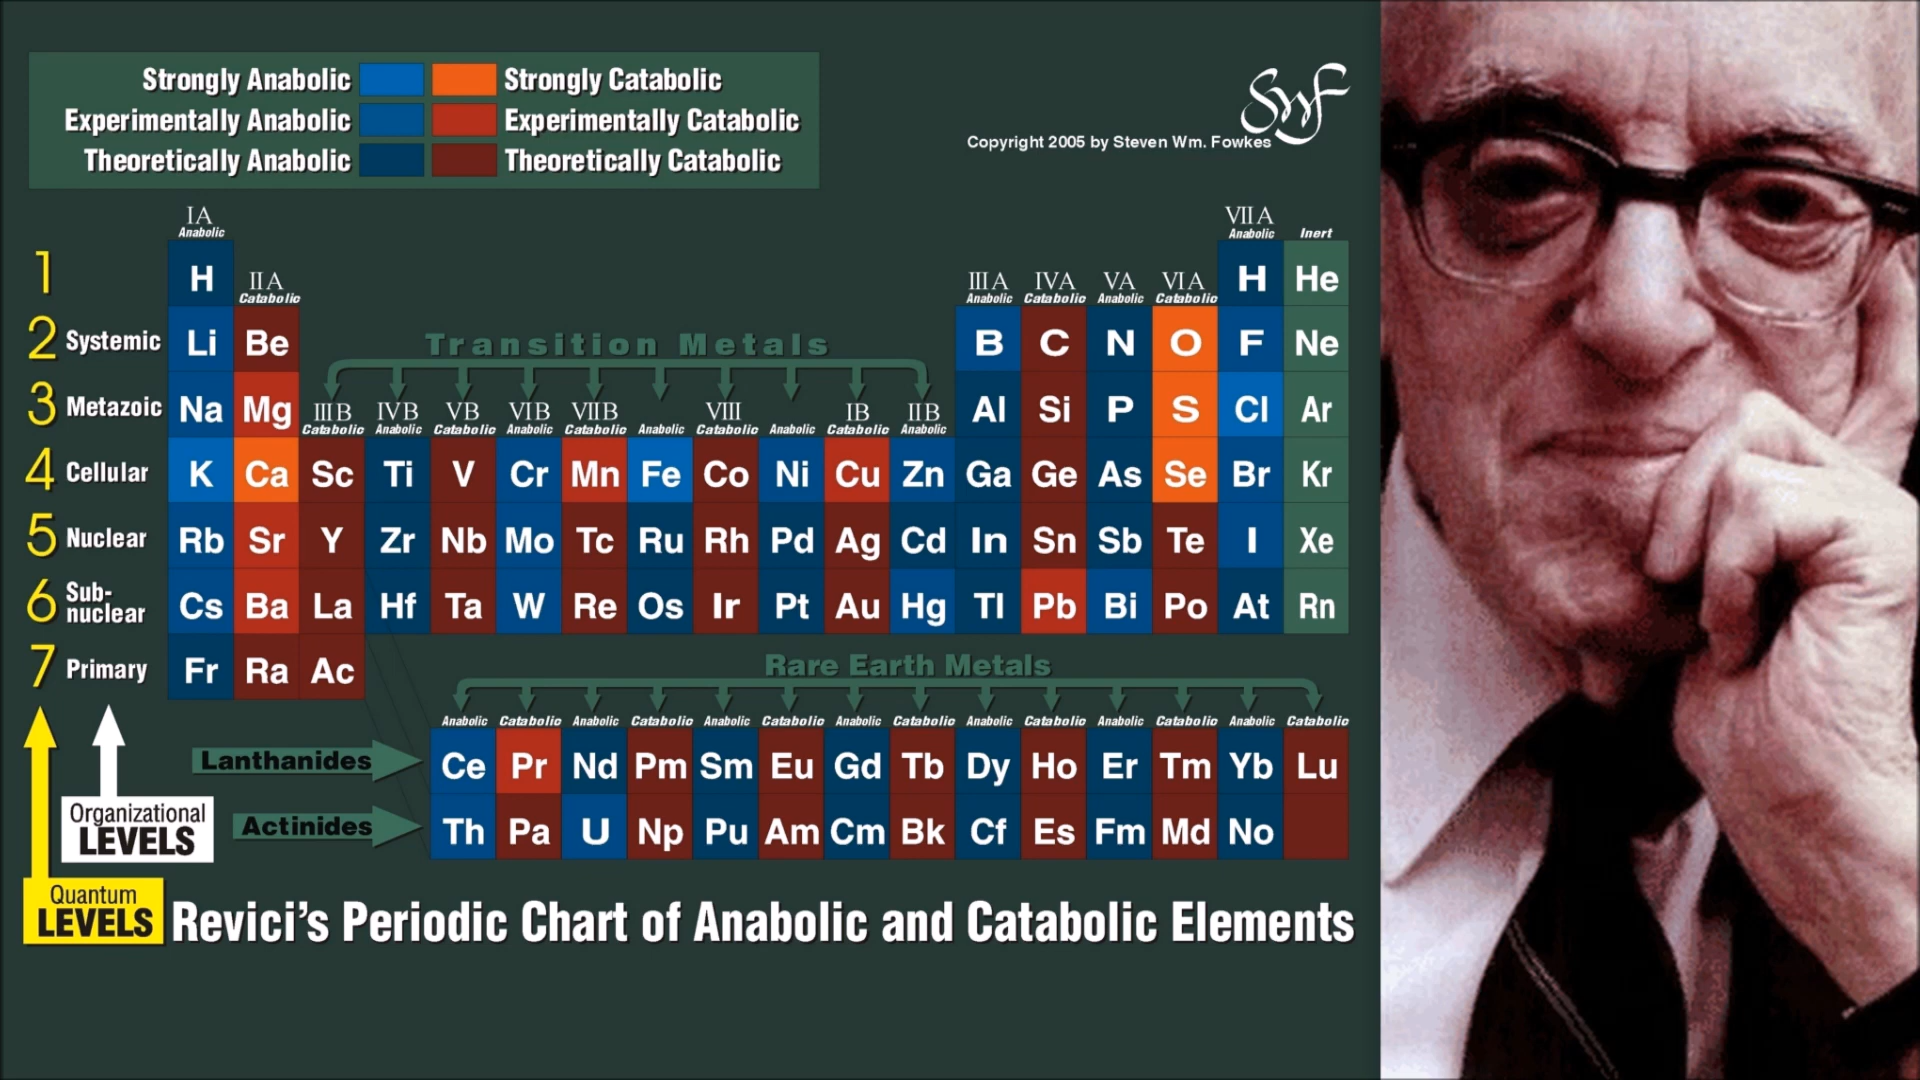 Strongly Anabolic Strongly Catabolic
Experimentally Anabolic Experimentally Catabolic
Theoretically Anabolic Theoretically Catabolic
SWF
Copyright 2005 by Steven Wm. Fowkes
IA VIIA
Anabolic Anabolic Inert
1 H H He
IIA IIIA IVA VA VIA
Catabolic Anabolic Catabolic Anabolic Catabolic
2 Systemic Li Be B C N O F Ne
Transition Metals
3 Metazoic Na Mg Al Si P S Cl Ar
IIIB IVB VB VIB VIIB VIII IB IIB
Catabolic Anabolic Catabolic Anabolic Catabolic Anabolic Catabolic Anabolic Catabolic Anabolic
4 Cellular K Ca Sc Ti V Cr Mn Fe Co Ni Cu Zn Ga Ge As Se Br Kr
5 Nuclear Rb Sr Y Zr Nb Mo Tc Ru Rh Pd Ag Cd In Sn Sb Te I Xe
6 Sub-
nuclear Cs Ba La Hf Ta W Re Os Ir Pt Au Hg Tl Pb Bi Po At Rn
7 Primary Fr Ra Ac
Rare Earth Metals
Anabolic Catabolic Anabolic Catabolic Anabolic Catabolic Anabolic Catabolic Anabolic Catabolic Anabolic Catabolic Anabolic Catabolic
Lanthanides Ce Pr Nd Pm Sm Eu Gd Tb Dy Ho Er Tm Yb Lu
Actinides Th Pa U Np Pu Am Cm Bk Cf Es Fm Md No
Organizational
LEVELS
Quantum
LEVELS
Revici's Periodic Chart of Anabolic and Catabolic Elements